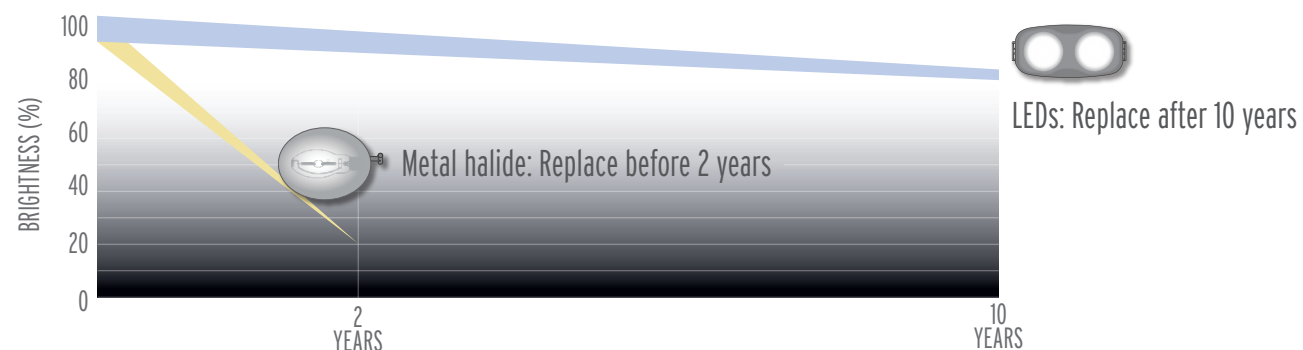 100
80
60
40
20
0
BRIGHTNESS (%)
Metal halide: Replace before 2 years
LEDs: Replace after 10 years
2
YEARS
10
YEARS